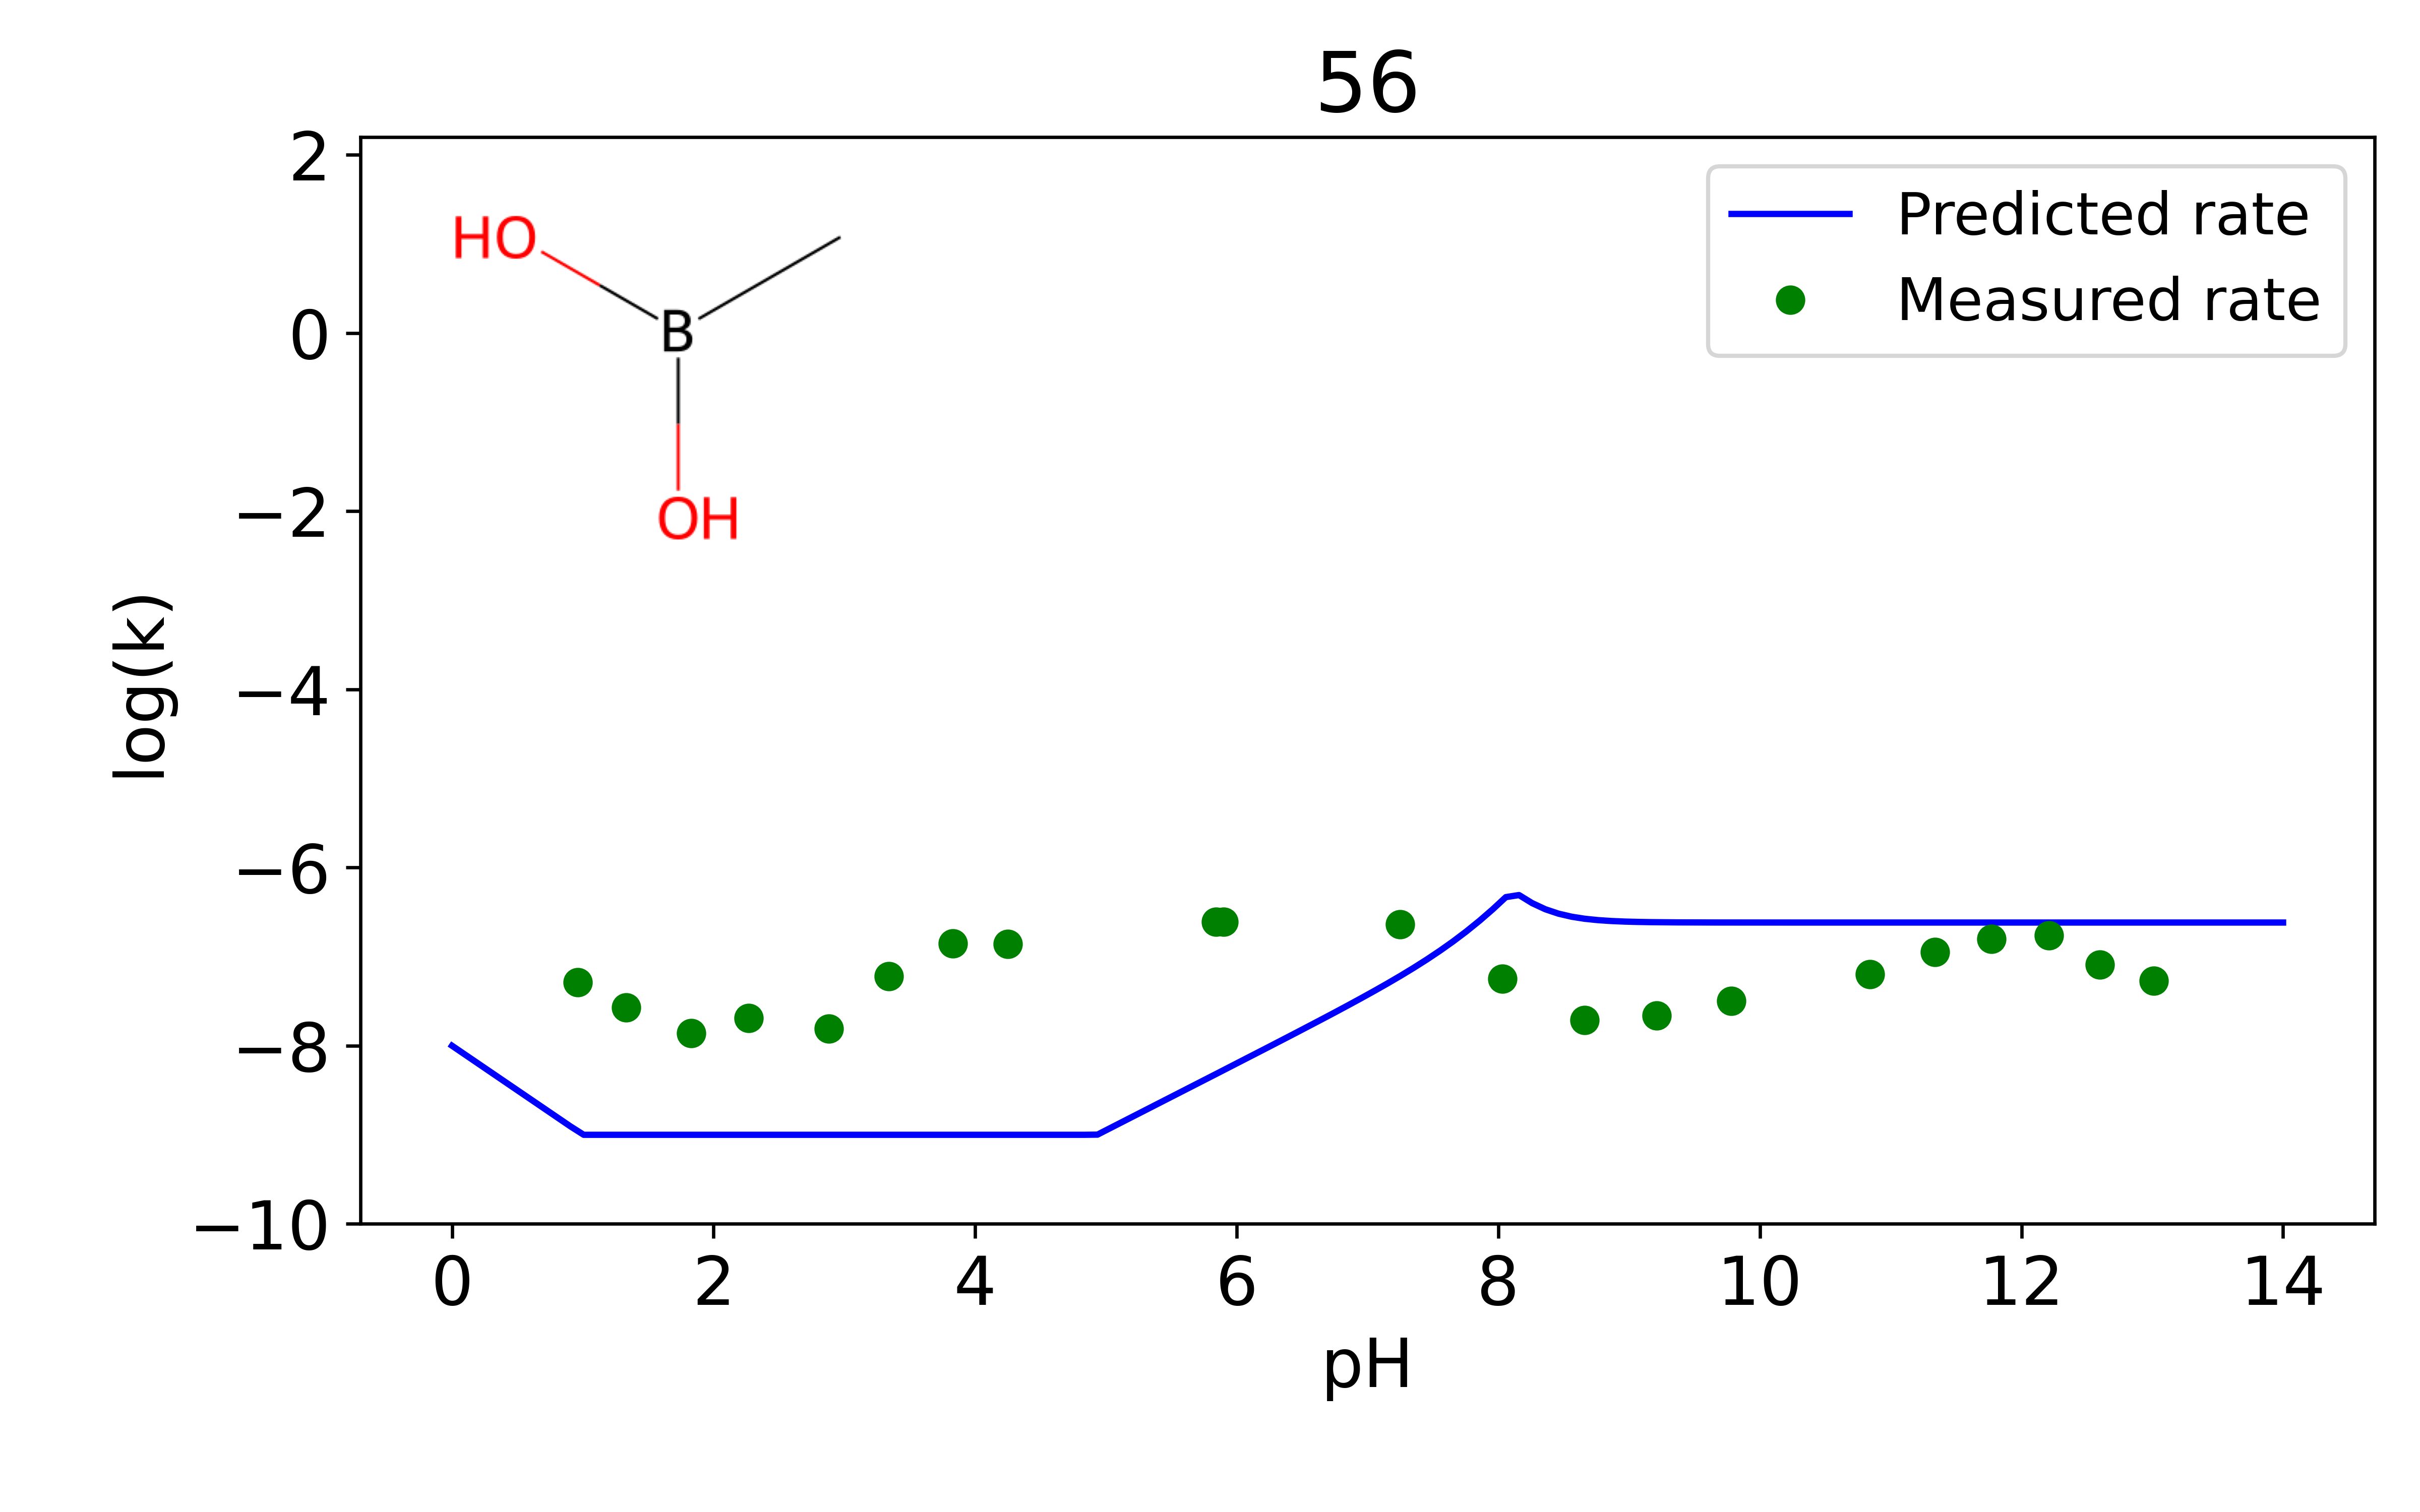 56
2
0
−2
−4
−6
−8
−10
log(k)
HO
B
OH
Predicted rate
Measured rate
0 2 4 6 8 10 12 14
pH